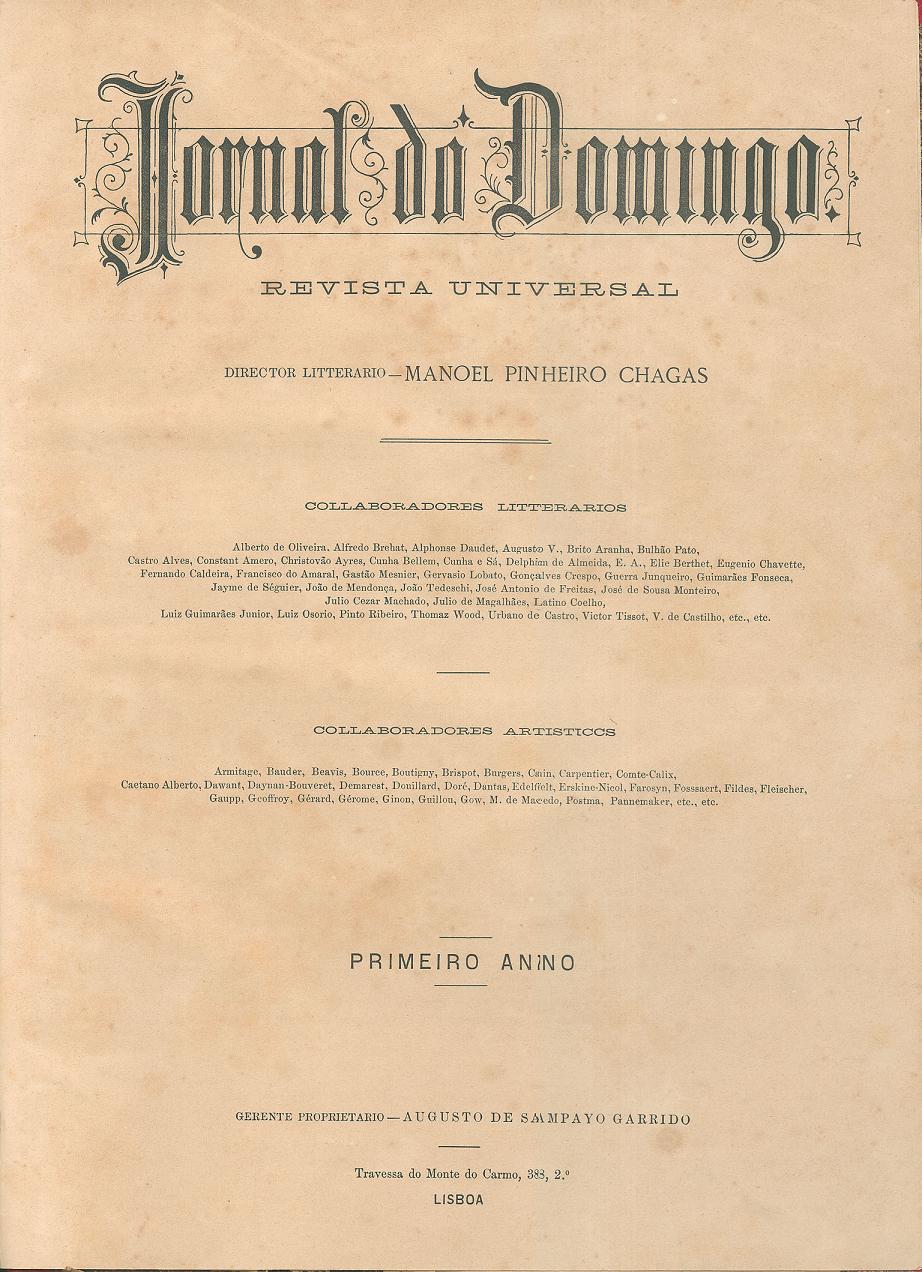 Jornal do Domingo
REVISTA UNIVERSAL
DIRECTOR LITTERARIO—MANOEL PINHEIRO CHAGAS
COLLABORADORES LITTERARIOS
Alberto de Oliveira. Alfredo Brehat, Alphonse Daudet, Augusto V., Brito Aranha, Bulhão Pato,
Castro Alves, Constant Amero, Christovão Ayres, Cunha Bellem, Cunha e Sá, Delphim de Almeida, E. A., Elie Berthet, Eugenio Chavette,
Fernando Caldeira, Francisco do Amaral, Gastão Mesnier, Gervasio Lobato, Gonçalves Crespo, Guerra Junqueiro, Guimarães Fonseca,
Jayme de Séguier, João de Mendonça, João Tedeschi, José Antonio de Freitas, José de Sousa Monteiro,
Julio Cezar Machado, Julio de Magalhães, Latino Coelho,
Luiz Guimarães Junior, Luiz Osorio, Pinto Ribeiro, Thomaz Wood, Urbano de Castro, Victor Tissot, V. de Castilho, etc., etc.
COLLABORADORES ARTISTICOS
Armitage, Bauder, Beavis, Bource, Boutigny, Brispot, Burgers, Cain, Carpentier, Comte-Calix,
Caetano Alberto, Dawant, Daynan-Bouveret, Demarest, Douillard, Doré, Dantas, Edelffelt, Erskine-Nicol, Farosyn, Fosssaert, Fildes, Fleischer,
Gaupp, Geoffroy, Gérard, Gérome, Ginon, Guillou, Gow, M. de Macedo, Postma, Pannemaker, etc., etc.
PRIMEIRO ANNO
GERENTE PROPRIETARIO—AUGUSTO DE SAMPAYO GARRIDO
Travessa do Monte do Carmo, 388, 2.º
LISBOA